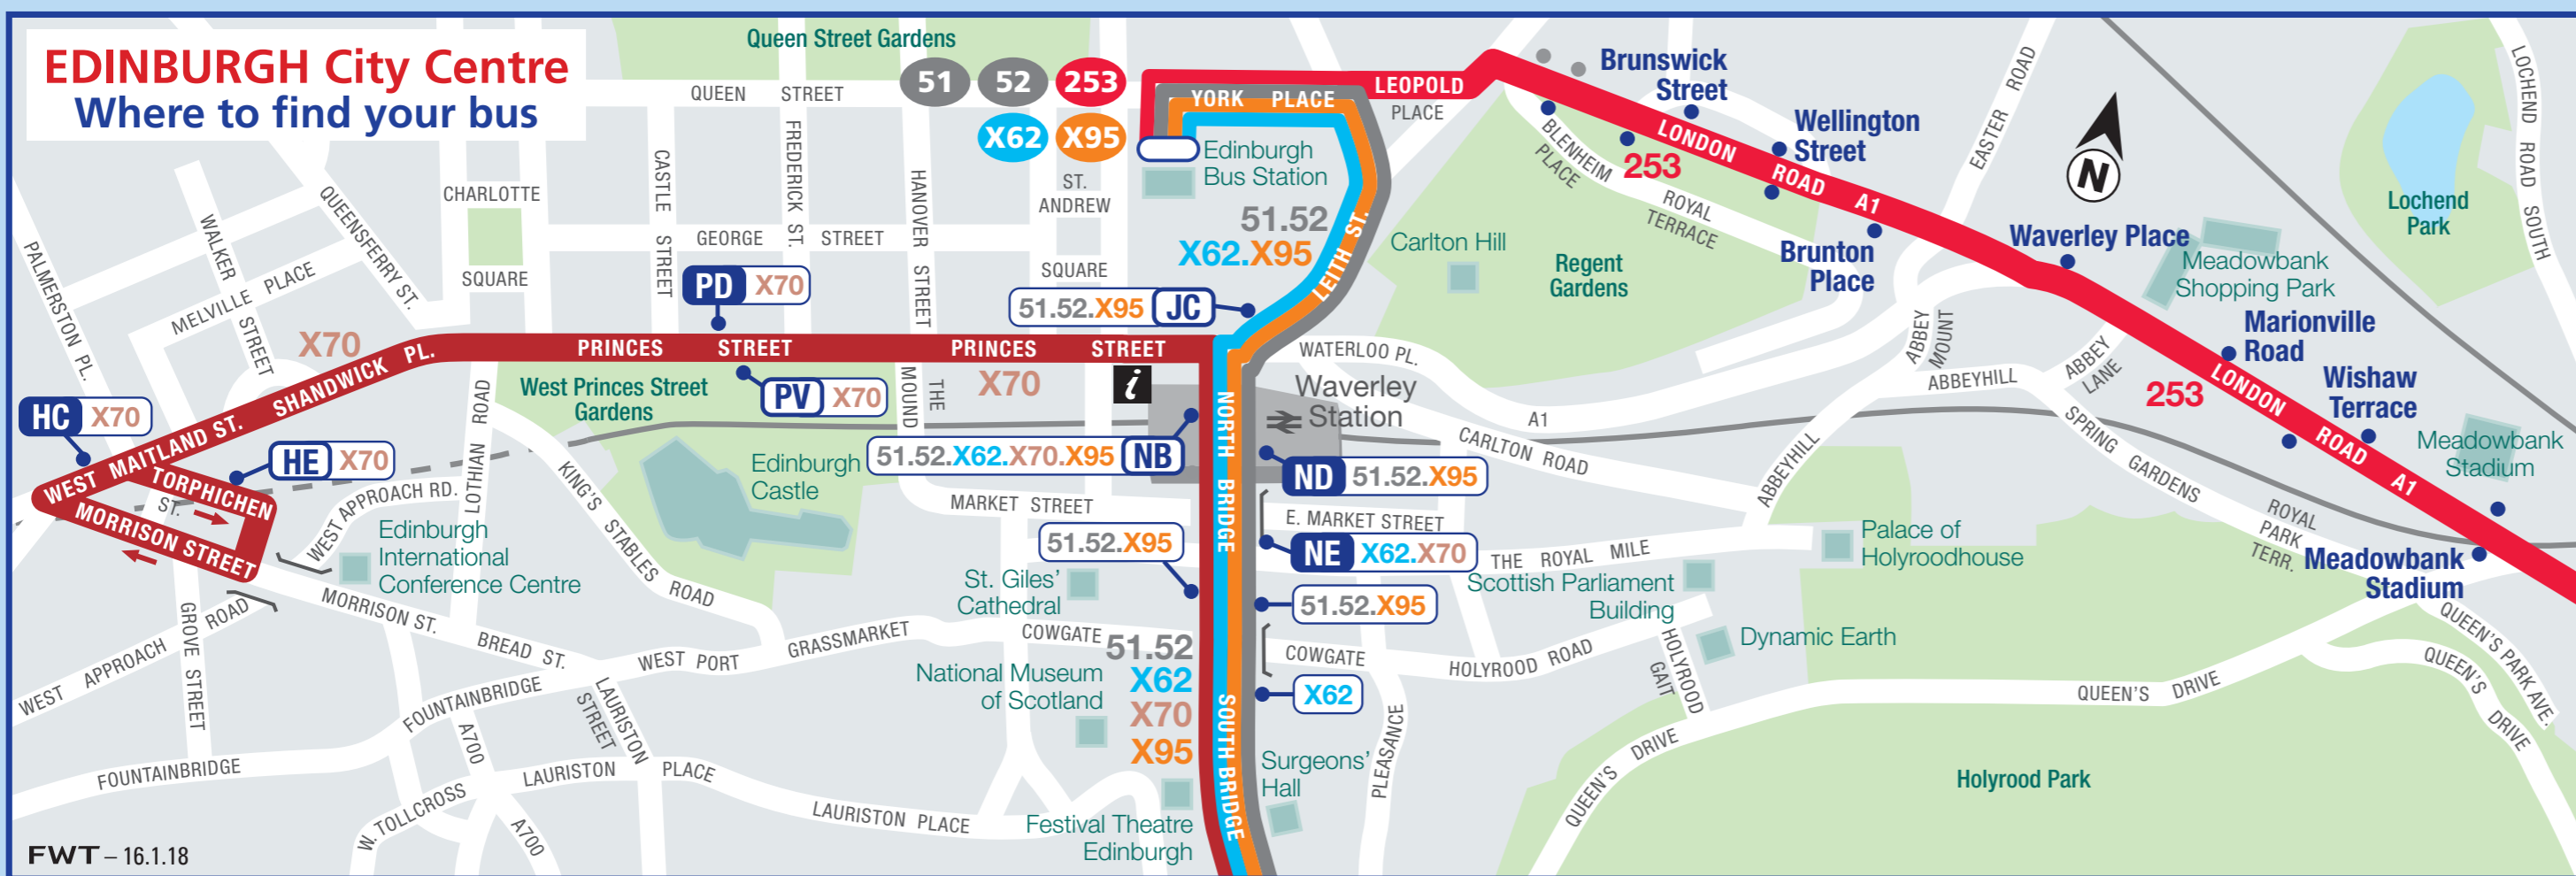 EDINBURGH City Centre
Where to find your bus
Queen Street Gardens
51
52
253
X62
X95
QUEEN STREET
YORK PLACE
LEOPOLD
PLACE
Edinburgh
Bus Station
Brunswick
Street
Wellington
Street
LONDON ROAD A1
253
BLENHEIM
PLACE
ROYAL
TERRACE
Brunton
Place
EASTER ROAD
N
Waverley Place
Meadowbank
Shopping Park
Lochend
Park
LOCHEND ROAD SOUTH
Marionville
Road
Wishaw
Terrace
253
LONDON ROAD A1
Meadowbank
Stadium
Meadowbank
Stadium
CASTLE STREET
FREDERICK ST.
HANOVER STREET
CHARLOTTE
SQUARE
GEORGE STREET
ST.
ANDREW
SQUARE
51.52
X62.X95
LEITH ST.
Carlton Hill
Regent
Gardens
QUEENSFERRY ST.
WALKER STREET
MELVILLE PLACE
PALMERSTON PL.
PD X70
51.52.X95 JC
X70
SHANDWICK PL.
WEST MAITLAND ST.
PRINCES STREET
PRINCES STREET
WATERLOO PL.
Waverley
Station
i
X70
THE
MOUND
West Princes Street
Gardens
PV X70
HC X70
HE X70
TORPHICHEN
ST.
MORRISON STREET
LOTHIAN ROAD
WEST APPROACH RD.
Edinburgh
International
Conference Centre
KING'S STABLES ROAD
Edinburgh
Castle
51.52.X62.X70.X95 NB
NORTH BRIDGE
ND 51.52.X95
MARKET STREET
E. MARKET STREET
51.52.X95
NE X62.X70
THE ROYAL MILE
A1
CARLTON ROAD
ABBEYHILL
ABBEYHILL
ABBEY
MOUNT
ABBEY
LANE
SPRING GARDENS
ROYAL
PARK
TERR.
Palace of
Holyroodhouse
Scottish Parliament
Building
Dynamic Earth
St. Giles'
Cathedral
51.52.X95
COWGATE
COWGATE
HOLYROOD ROAD
HOLYROOD
GAIT
51.52
X62
X70
X95
X62
SOUTH BRIDGE
National Museum
of Scotland
Surgeons'
Hall
PLEASANCE
QUEEN'S DRIVE
QUEEN'S DRIVE
QUEEN'S DRIVE
QUEEN'S PARK AVE.
Holyrood Park
MORRISON ST.
BREAD ST.
WEST PORT
GRASSMARKET
GROVE STREET
WEST APPROACH ROAD
FOUNTAINBRIDGE
FOUNTAINBRIDGE
LAURISTON
STREET
A700
A700
W. TOLLCROSS
LAURISTON PLACE
LAURISTON PLACE
Festival Theatre
Edinburgh
FWT – 16.1.18